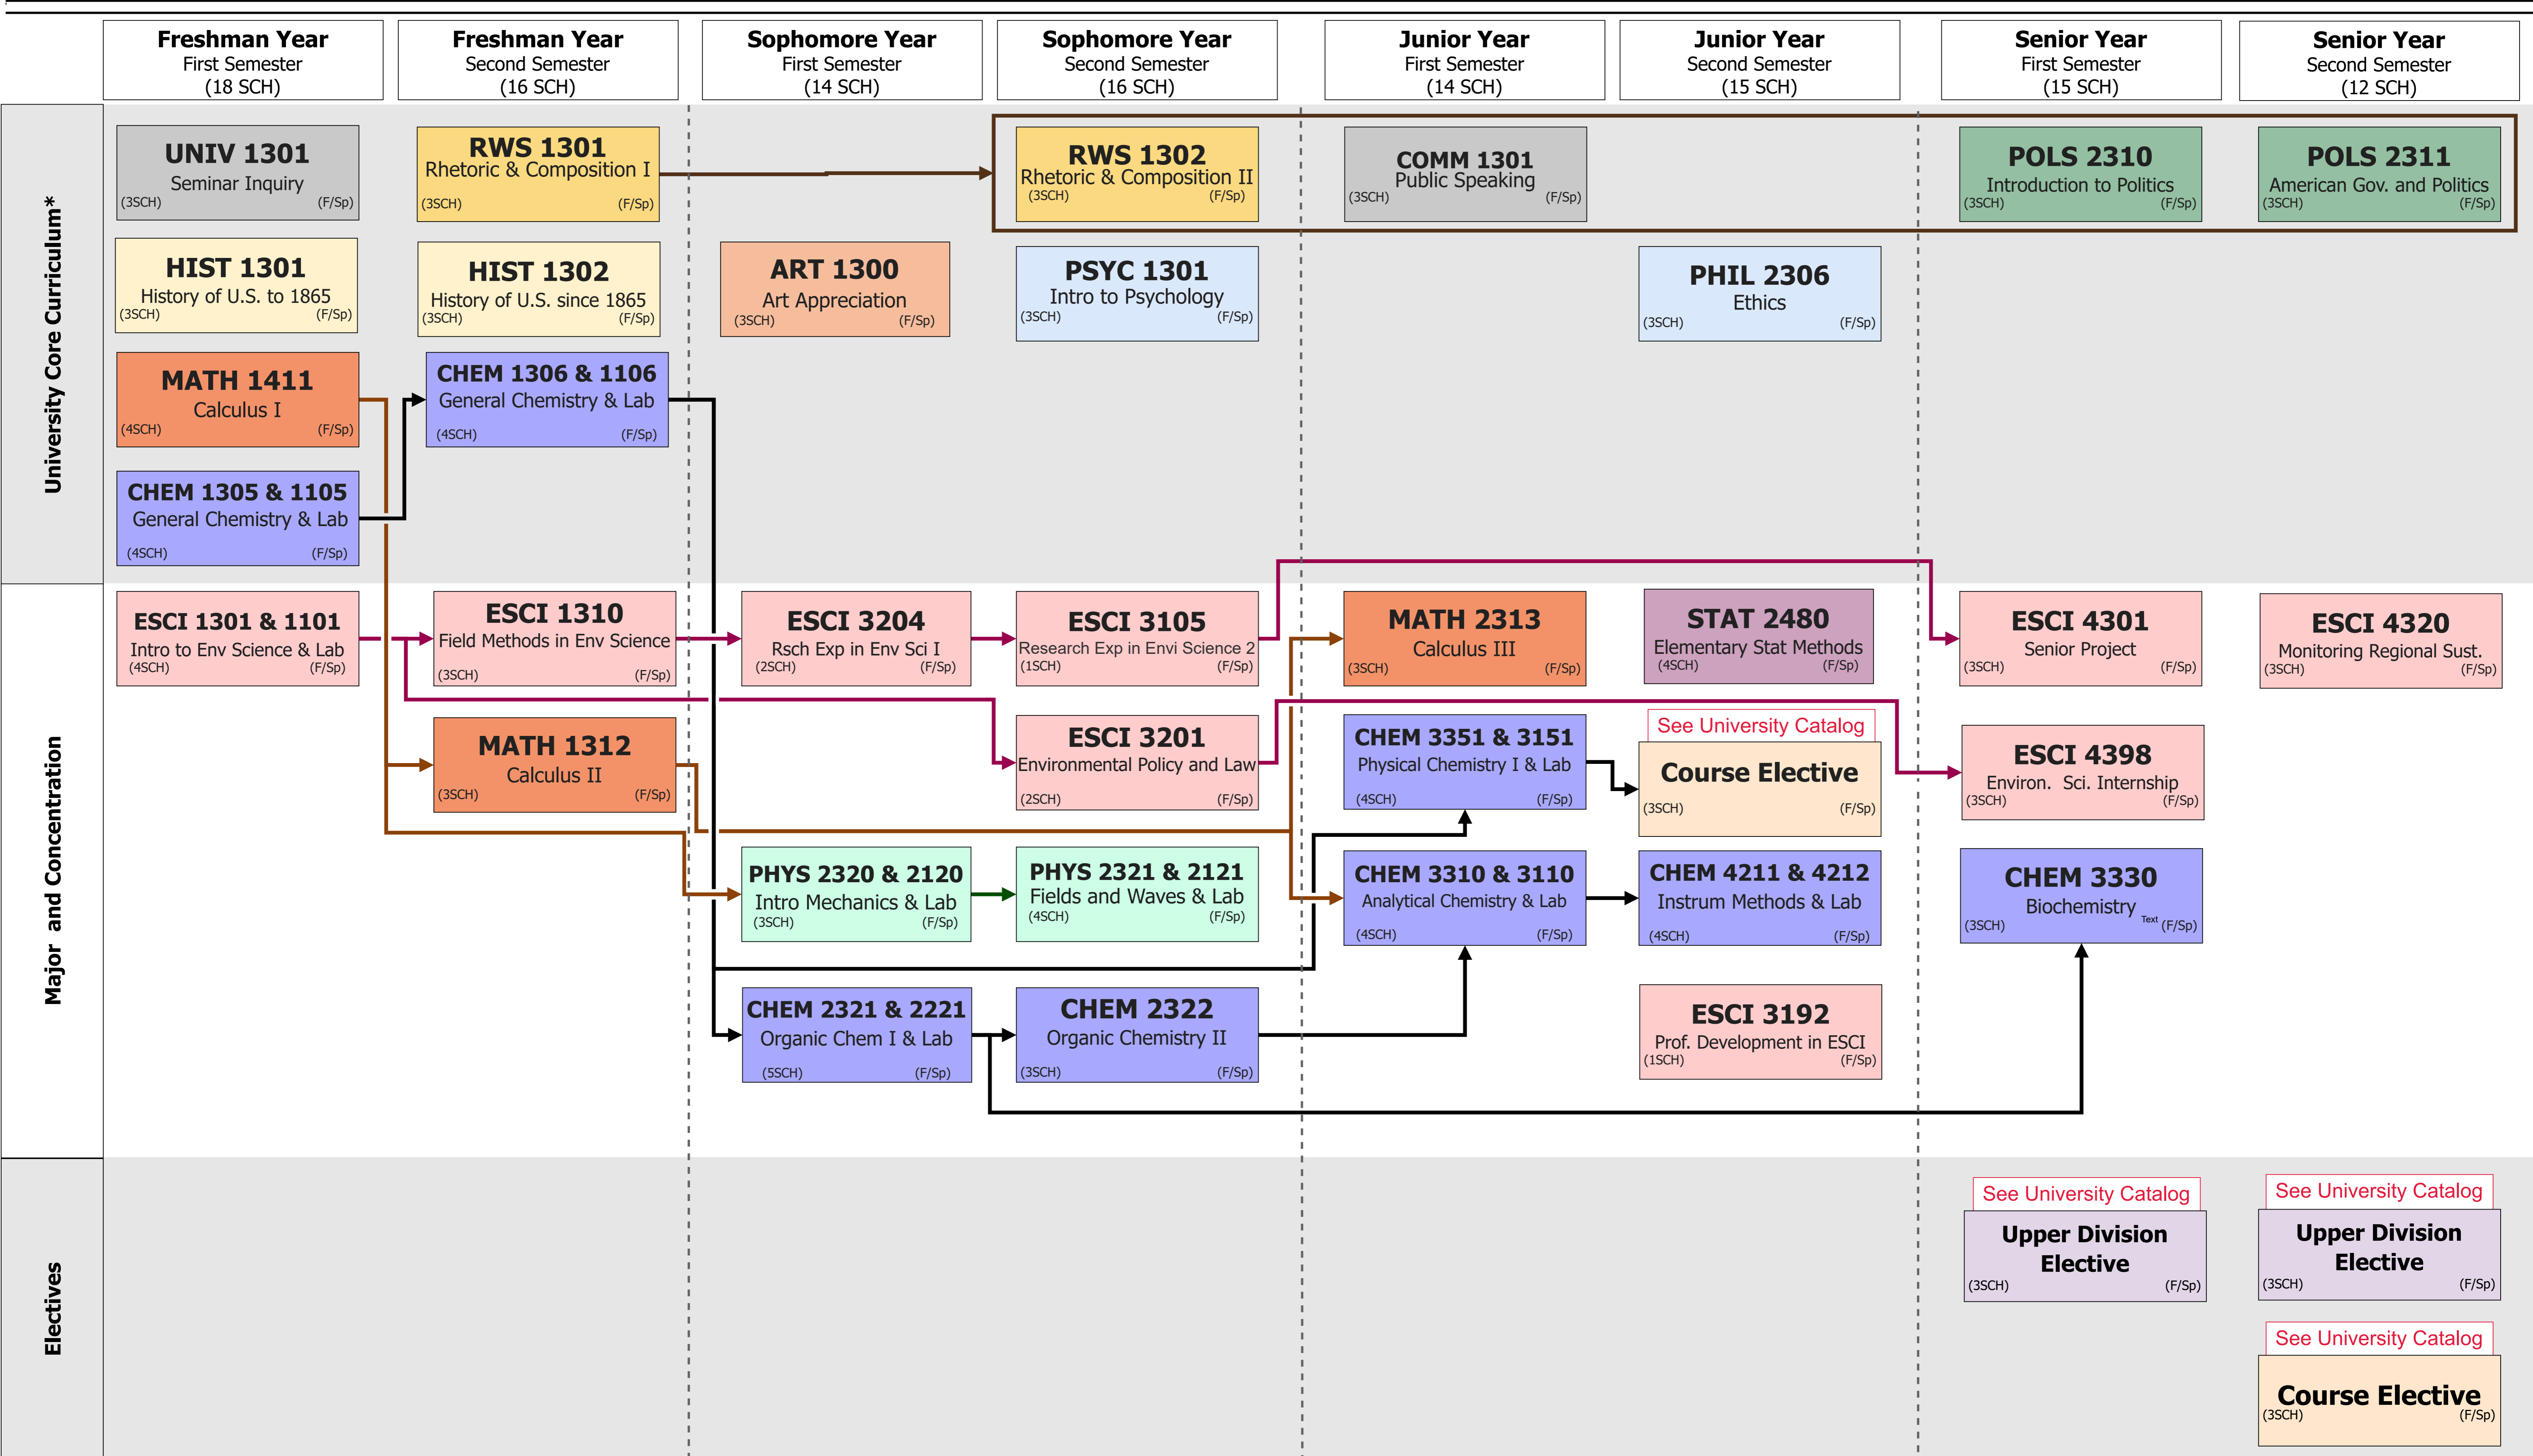 Freshman Year
First Semester
(18 SCH)
Freshman Year
Second Semester
(16 SCH)
Sophomore Year
First Semester
(14 SCH)
Sophomore Year
Second Semester
(16 SCH)
Junior Year
First Semester
(14 SCH)
Junior Year
Second Semester
(15 SCH)
Senior Year
First Semester
(15 SCH)
Senior Year
Second Semester
(12 SCH)
University Core Curriculum*
UNIV 1301
Seminar Inquiry
(3SCH) (F/Sp)
RWS 1301
Rhetoric & Composition I
(3SCH) (F/Sp)
RWS 1302
Rhetoric & Composition II
(3SCH) (F/Sp)
COMM 1301
Public Speaking
(3SCH) (F/Sp)
POLS 2310
Introduction to Politics
(3SCH) (F/Sp)
POLS 2311
American Gov. and Politics
(3SCH) (F/Sp)
HIST 1301
History of U.S. to 1865
(3SCH) (F/Sp)
HIST 1302
History of U.S. since 1865
(3SCH) (F/Sp)
ART 1300
Art Appreciation
(3SCH) (F/Sp)
PSYC 1301
Intro to Psychology
(3SCH) (F/Sp)
PHIL 2306
Ethics
(3SCH) (F/Sp)
MATH 1411
Calculus I
(4SCH) (F/Sp)
CHEM 1306 & 1106
General Chemistry & Lab
(4SCH) (F/Sp)
CHEM 1305 & 1105
General Chemistry & Lab
(4SCH) (F/Sp)
Major and Concentration
ESCI 1301 & 1101
Intro to Env Science & Lab
(4SCH) (F/Sp)
ESCI 1310
Field Methods in Env Science
(3SCH) (F/Sp)
ESCI 3204
Rsch Exp in Env Sci I
(2SCH) (F/Sp)
ESCI 3105
Research Exp in Envi Science 2
(1SCH) (F/Sp)
MATH 2313
Calculus III
(3SCH) (F/Sp)
STAT 2480
Elementary Stat Methods
(4SCH) (F/Sp)
ESCI 4301
Senior Project
(3SCH) (F/Sp)
ESCI 4320
Monitoring Regional Sust.
(3SCH) (F/Sp)
MATH 1312
Calculus II
(3SCH) (F/Sp)
ESCI 3201
Environmental Policy and Law
(2SCH) (F/Sp)
CHEM 3351 & 3151
Physical Chemistry I & Lab
(4SCH) (F/Sp)
See University Catalog
Course Elective
(3SCH) (F/Sp)
ESCI 4398
Environ. Sci. Internship
(3SCH) (F/Sp)
PHYS 2320 & 2120
Intro Mechanics & Lab
(3SCH) (F/Sp)
PHYS 2321 & 2121
Fields and Waves & Lab
(4SCH) (F/Sp)
CHEM 3310 & 3110
Analytical Chemistry & Lab
(4SCH) (F/Sp)
CHEM 4211 & 4212
Instrum Methods & Lab
(4SCH) (F/Sp)
CHEM 3330
Biochemistry
(3SCH) Text (F/Sp)
CHEM 2321 & 2221
Organic Chem I & Lab
(5SCH) (F/Sp)
CHEM 2322
Organic Chemistry II
(3SCH) (F/Sp)
ESCI 3192
Prof. Development in ESCI
(1SCH) (F/Sp)
Electives
See University Catalog
Upper Division
Elective
(3SCH) (F/Sp)
See University Catalog
Upper Division
Elective
(3SCH) (F/Sp)
See University Catalog
Course Elective
(3SCH) (F/Sp)